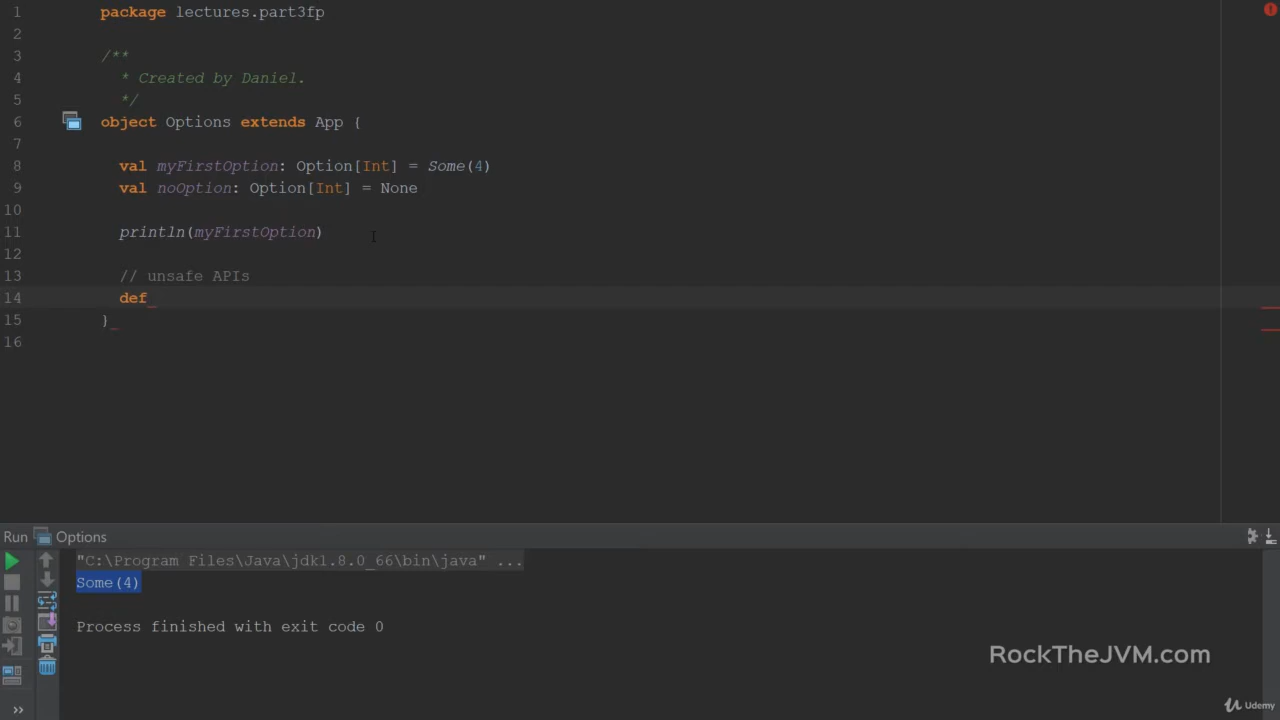 1 package lectures.part3fp
2
3 /**
4 * Created by Daniel.
5 */
6 object Options extends App {
7
8 val myFirstOption: Option[Int] = Some(4)
9 val noOption: Option[Int] = None
10
11 println(myFirstOption)
12
13 // unsafe APIs
14 def
15 }
16
Run Options
"C:\Program Files\Java\jdk1.8.0_66\bin\java" ...
Some(4)
Process finished with exit code 0
RockTheJVM.com
Udemy